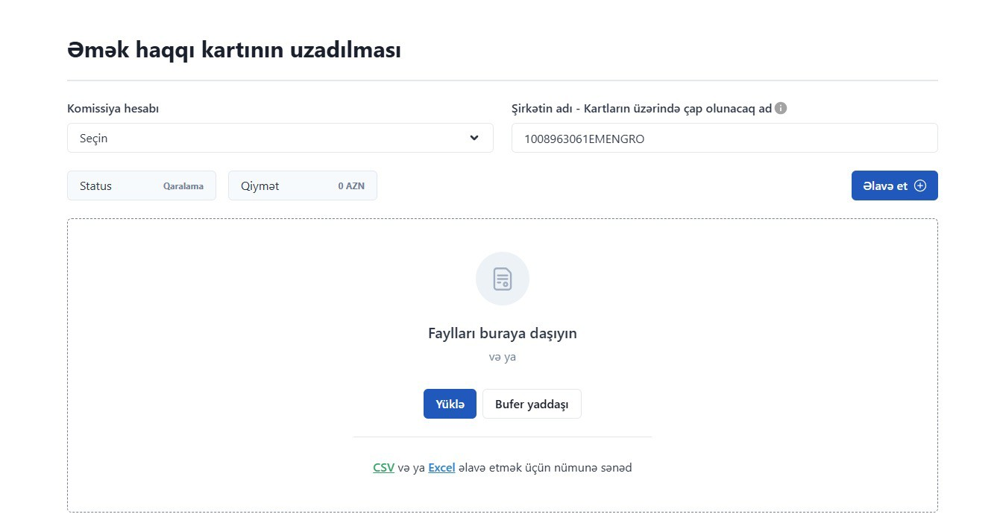 Əmək haqqı kartının uzadılması
Komissiya hesabı
Şirkətin adı - Kartların üzərində çap olunacaq ad
Seçin
1008963061EMENGRO
Status Qaralama
Qiymət 0 AZN
Əlavə et
Faylları buraya daşıyın
və ya
Yüklə
Bufer yaddaşı
CSV və ya Excel əlavə etmək üçün nümunə sənəd